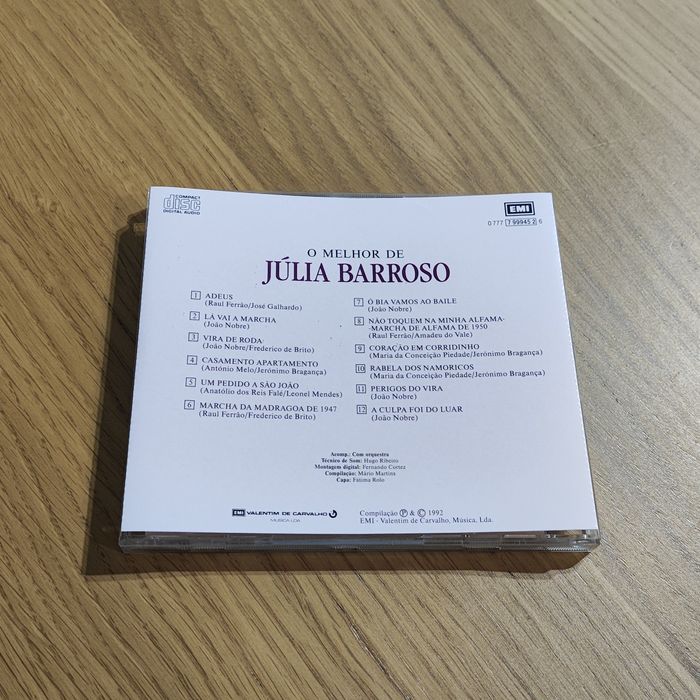 COMPACT
disc
DIGITAL AUDIO
EMI
0 777 7 99945 2 6
O MELHOR DE
JÚLIA BARROSO
1 ADEUS
(Raul Ferrão/José Galhardo)
2 LÁ VAI A MARCHA
(João Nobre)
3 VIRA DE RODA
(João Nobre/Frederico de Brito)
4 CASAMENTO APARTAMENTO
(António Melo/Jerónimo Bragança)
5 UM PEDIDO A SÃO JOÃO
(Anatólio dos Reis Falé/Leonel Mendes)
6 MARCHA DA MADRAGOA DE 1947
(Raul Ferrão/Frederico de Brito)
7 Ó BIA VAMOS AO BAILE
(João Nobre)
8 NÃO TOQUEM NA MINHA ALFAMA-
-MARCHA DE ALFAMA DE 1950
(Raul Ferrão/Amadeu do Vale)
9 CORAÇÃO EM CORRIDINHO
(Maria da Conceição Piedade/Jerónimo Bragança)
10 RABELA DOS NAMORICOS
(Maria da Conceição Piedade/Jerónimo Bragança)
11 PERIGOS DO VIRA
(João Nobre)
12 A CULPA FOI DO LUAR
(João Nobre)
Acomp.: Com orquestra
Técnico de Som: Hugo Ribeiro
Montagem digital: Fernando Cortez
Compilação: Mário Martins
Capa: Fátima Rolo
EMI VALENTIM DE CARVALHO
MÚSICA LDA
Compilação ℗ & © 1992
EMI - Valentim de Carvalho, Música, Lda.